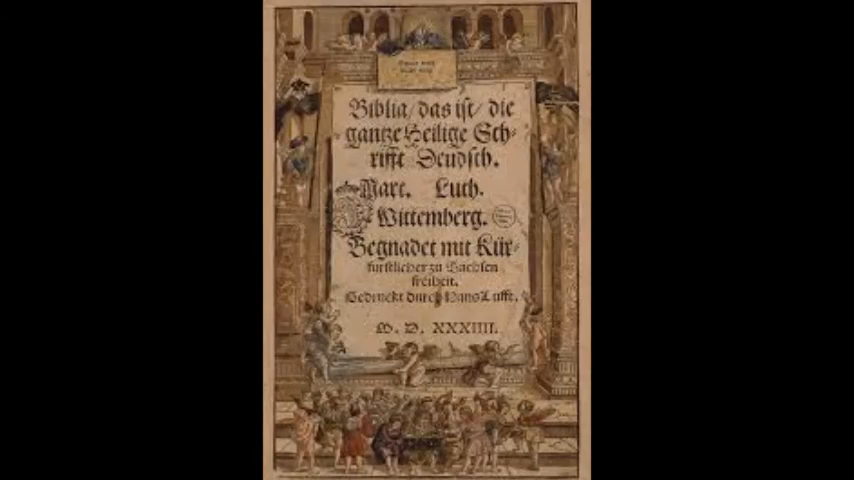 Biblia/ das ist/ die
gantze Heilige Sch⸗
rifft Deudsch.
Mart. Luth.
Wittemberg.
Begnadet mit Kür⸗
furstlicher zu Sachsen
freiheit.
Gedruckt durch Hans Lufft.
M. D. XXXIIII.